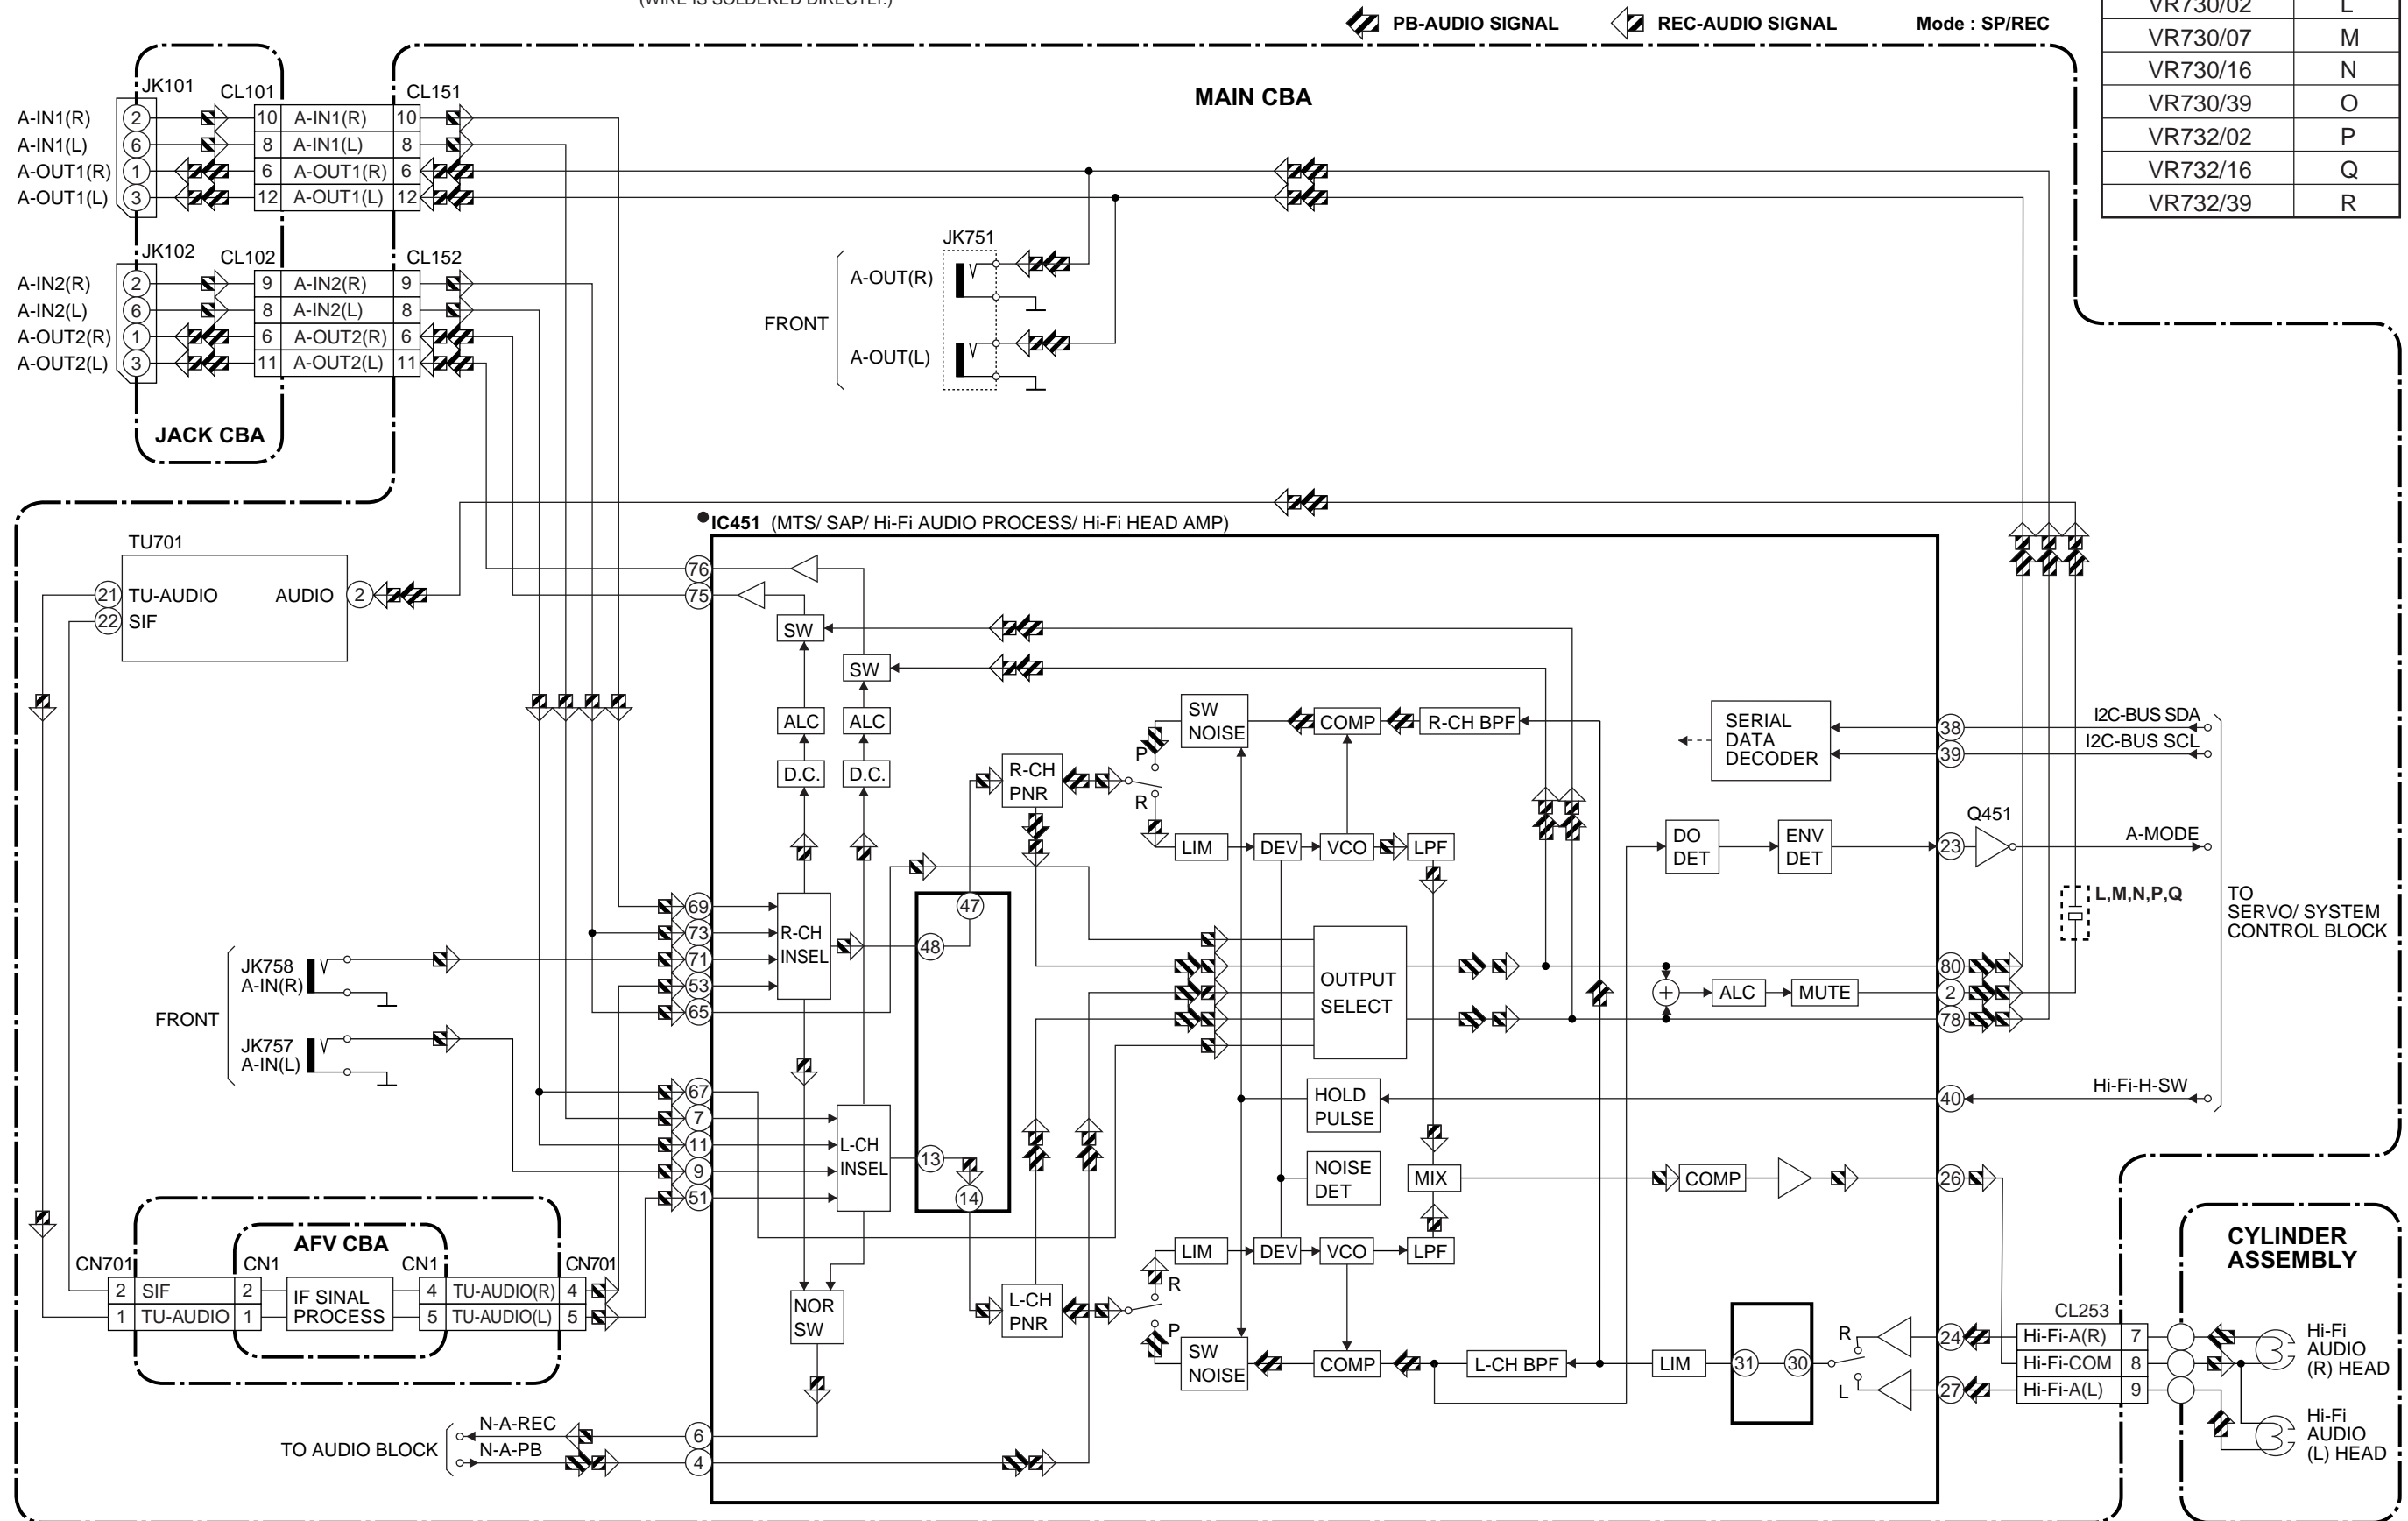 (WIRE IS SOLDERED DIRECTLY.)
PB-AUDIO SIGNAL
REC-AUDIO SIGNAL
Mode : SP/REC
VR730/02 L
VR730/07 M
VR730/16 N
VR730/39 O
VR732/02 P
VR732/16 Q
VR732/39 R
MAIN CBA
JK101
CL101
CL151
A-IN1(R) 2 10 A-IN1(R) 10
A-IN1(L) 6 8 A-IN1(L) 8
A-OUT1(R) 1 6 A-OUT1(R) 6
A-OUT1(L) 3 12 A-OUT1(L) 12
JK102
CL102
CL152
A-IN2(R) 2 9 A-IN2(R) 9
A-IN2(L) 6 8 A-IN2(L) 8
A-OUT2(R) 1 6 A-OUT2(R) 6
A-OUT2(L) 3 11 A-OUT2(L) 11
JACK CBA
JK751
A-OUT(R)
FRONT
A-OUT(L)
IC451 (MTS/ SAP/ Hi-Fi AUDIO PROCESS/ Hi-Fi HEAD AMP)
TU701
21 TU-AUDIO AUDIO 2
22 SIF
76
75
SW
SW
ALC
ALC
D.C.
D.C.
SW
NOISE
COMP
R-CH BPF
P
R
R-CH
PNR
LIM
DEV
VCO
LPF
SERIAL
DATA
DECODER
38 I2C-BUS SDA
39 I2C-BUS SCL
DO
DET
ENV
DET
23
Q451
A-MODE
L,M,N,P,Q
TO
SERVO/ SYSTEM
CONTROL BLOCK
69
73
71
53
65
R-CH
INSEL
47
48
JK758
A-IN(R)
FRONT
JK757
A-IN(L)
OUTPUT
SELECT
+
ALC
MUTE
80
2
78
67
7
11
9
51
L-CH
INSEL
13
14
HOLD
PULSE
40 Hi-Fi-H-SW
NOISE
DET
MIX
COMP
26
AFV CBA
CN701
CN1
CN1
CN701
2 SIF 2
IF SINAL
PROCESS
4 TU-AUDIO(R) 4
1 TU-AUDIO 1
5 TU-AUDIO(L) 5
NOR
SW
L-CH
PNR
R
P
LIM
DEV
VCO
LPF
SW
NOISE
COMP
L-CH BPF
LIM
31
30
R
L
24
27
CL253
Hi-Fi-A(R) 7
Hi-Fi-COM 8
Hi-Fi-A(L) 9
CYLINDER
ASSEMBLY
Hi-Fi
AUDIO
(R) HEAD
Hi-Fi
AUDIO
(L) HEAD
TO AUDIO BLOCK
N-A-REC
N-A-PB
6
4